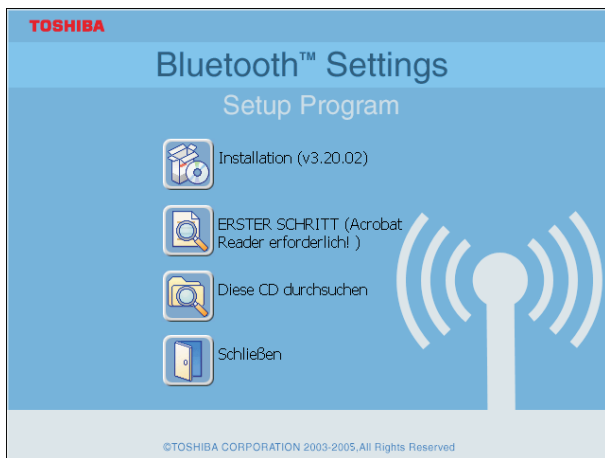 TOSHIBA
Bluetooth™ Settings
Setup Program
Installation (v3.20.02)
ERSTER SCHRITT (Acrobat
Reader erforderlich! )
Diese CD durchsuchen
Schließen
©TOSHIBA CORPORATION 2003-2005,All Rights Reserved